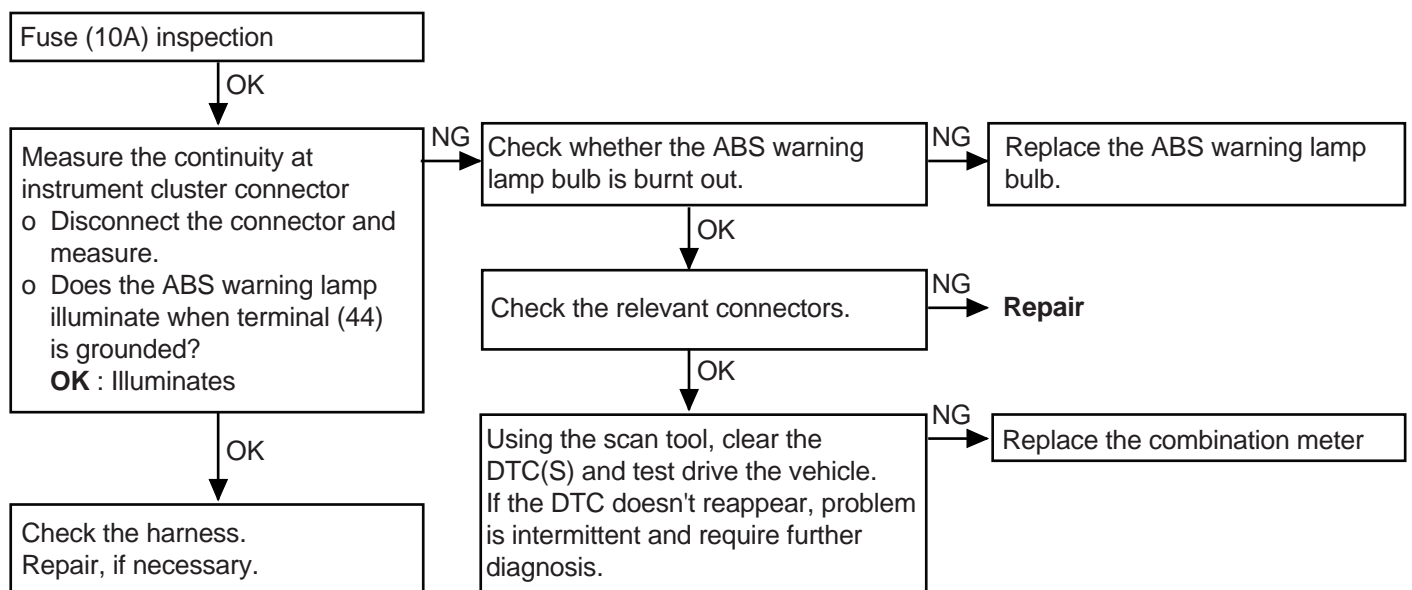 Fuse (10A) inspection
OK
Measure the continuity at
instrument cluster connector
o Disconnect the connector and
measure.
o Does the ABS warning lamp
illuminate when terminal (44)
is grounded?
OK : Illuminates
OK
Check the harness.
Repair, if necessary.
NG
Check whether the ABS warning
lamp bulb is burnt out.
NG
Replace the ABS warning lamp
bulb.
OK
Check the relevant connectors.
NG
Repair
OK
Using the scan tool, clear the
DTC(S) and test drive the vehicle.
If the DTC doesn't reappear, problem
is intermittent and require further
diagnosis.
NG
Replace the combination meter